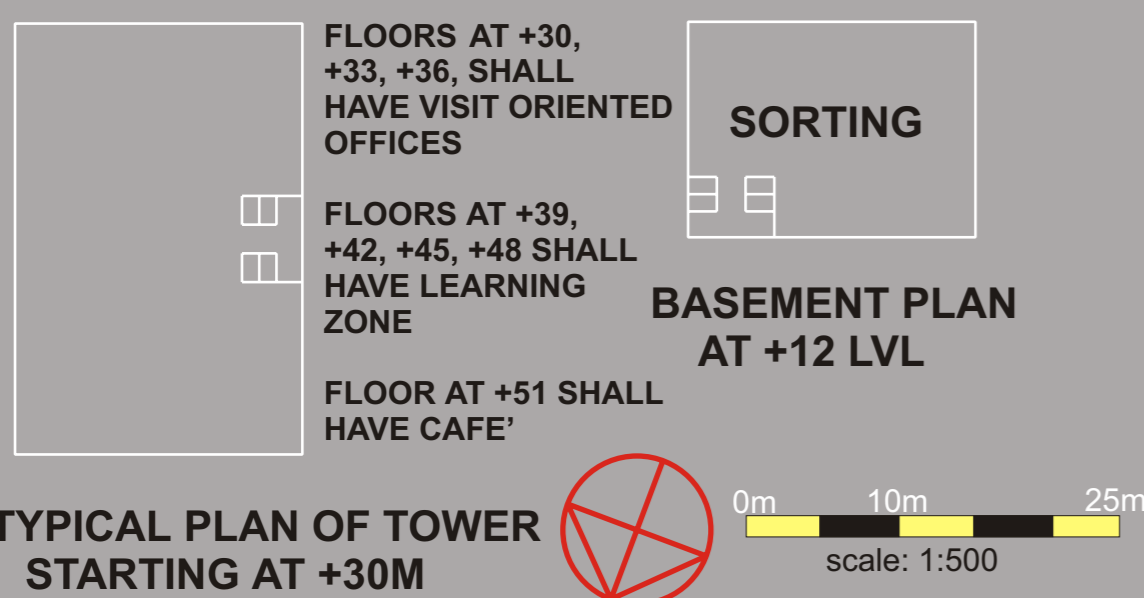 FLOORS AT +30,
+33, +36, SHALL
HAVE VISIT ORIENTED
OFFICES
FLOORS AT +39,
+42, +45, +48 SHALL
HAVE LEARNING
ZONE
FLOOR AT +51 SHALL
HAVE CAFE’
TYPICAL PLAN OF TOWER
STARTING AT +30M
SORTING
BASEMENT PLAN
AT +12 LVL
0m 10m 25m
scale: 1:500